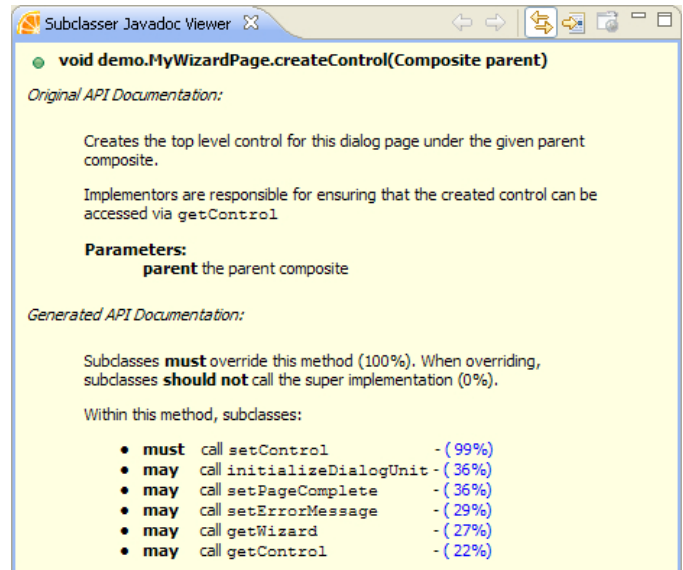 Subclasser Javadoc Viewer
void demo.MyWizardPage.createControl(Composite parent)
Original API Documentation:
Creates the top level control for this dialog page under the given parent
composite.
Implementors are responsible for ensuring that the created control can be
accessed via getControl
Parameters:
parent the parent composite
Generated API Documentation:
Subclasses must override this method (100%). When overriding,
subclasses should not call the super implementation (0%).
Within this method, subclasses:
• must call setControl - ( 99%)
• may call initializeDialogUnit - ( 36%)
• may call setPageComplete - ( 36%)
• may call setErrorMessage - ( 29%)
• may call getWizard - ( 27%)
• may call getControl - ( 22%)